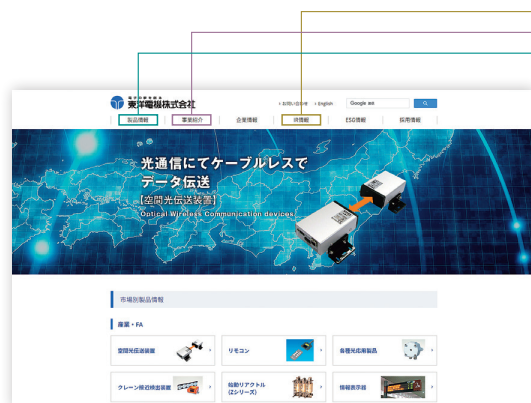 東洋電機株式会社
お問い合わせ English Google 検索
製品情報 事業紹介 企業情報 IR情報 ESG情報 採用情報
光通信にてケーブルレスで
データ伝送
【空間光伝送装置】
Optical Wireless Communication devices
市場別製品情報
産業・FA
空間光伝送装置 リモコン 各種光応用製品
クレーン衝突検出装置 始動リアクトル 情報表示器
(Zシリーズ)